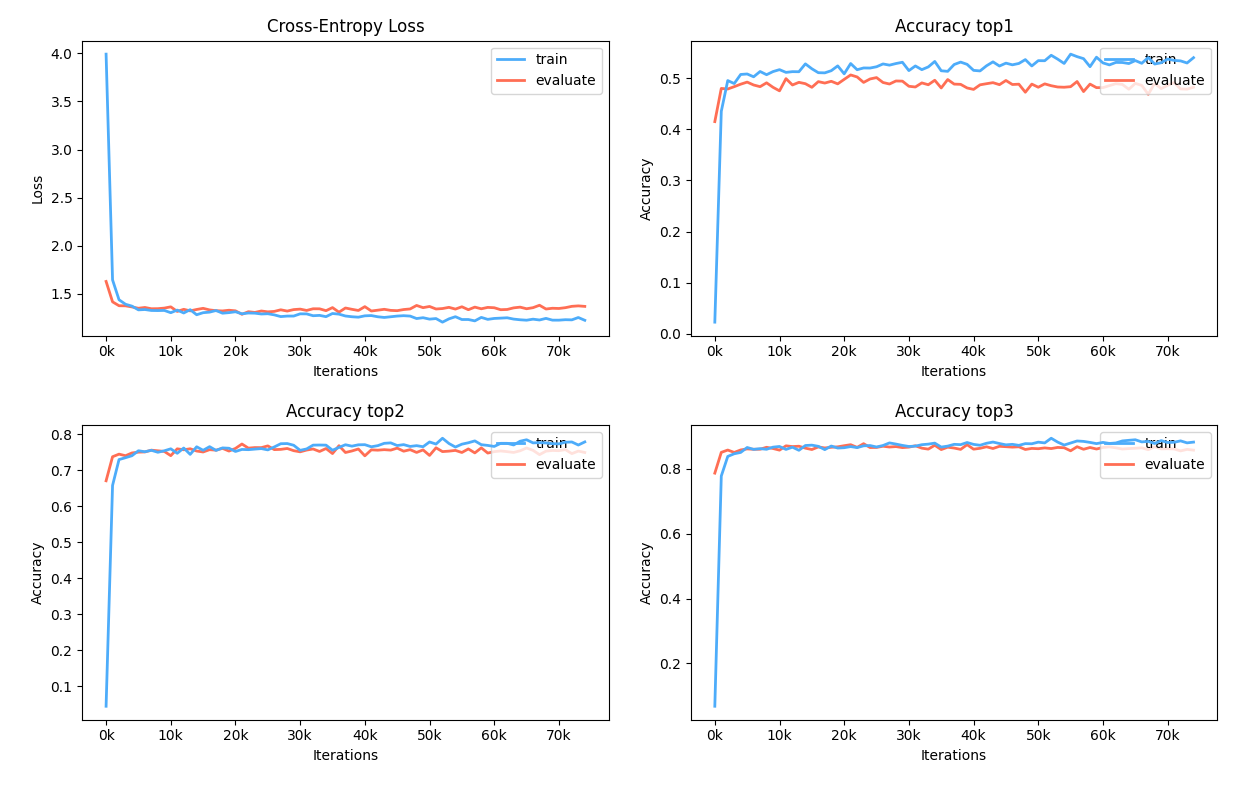 Cross-Entropy Loss
4.0
3.5
3.0
2.5
2.0
1.5
Loss
0k 10k 20k 30k 40k 50k 60k 70k
Iterations
train
evaluate
Accuracy top1
0.5
0.4
0.3
0.2
0.1
0.0
Accuracy
0k 10k 20k 30k 40k 50k 60k 70k
Iterations
train
evaluate
Accuracy top2
0.8
0.7
0.6
0.5
0.4
0.3
0.2
0.1
Accuracy
0k 10k 20k 30k 40k 50k 60k 70k
Iterations
train
evaluate
Accuracy top3
0.8
0.6
0.4
0.2
Accuracy
0k 10k 20k 30k 40k 50k 60k 70k
Iterations
train
evaluate